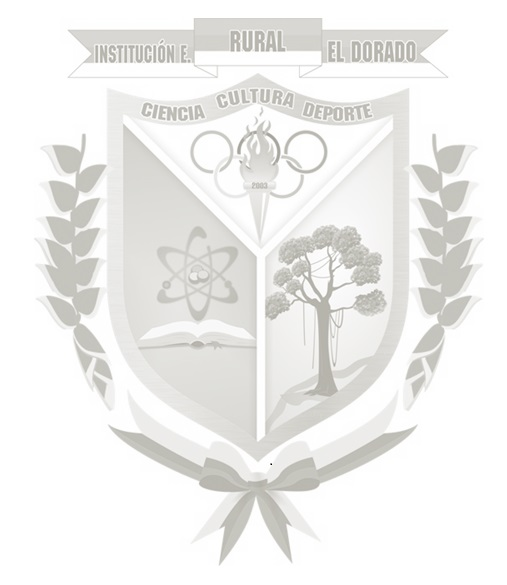 INSTITUCIÓN E. RURAL EL DORADO
CIENCIA CULTURA DEPORTE
2003